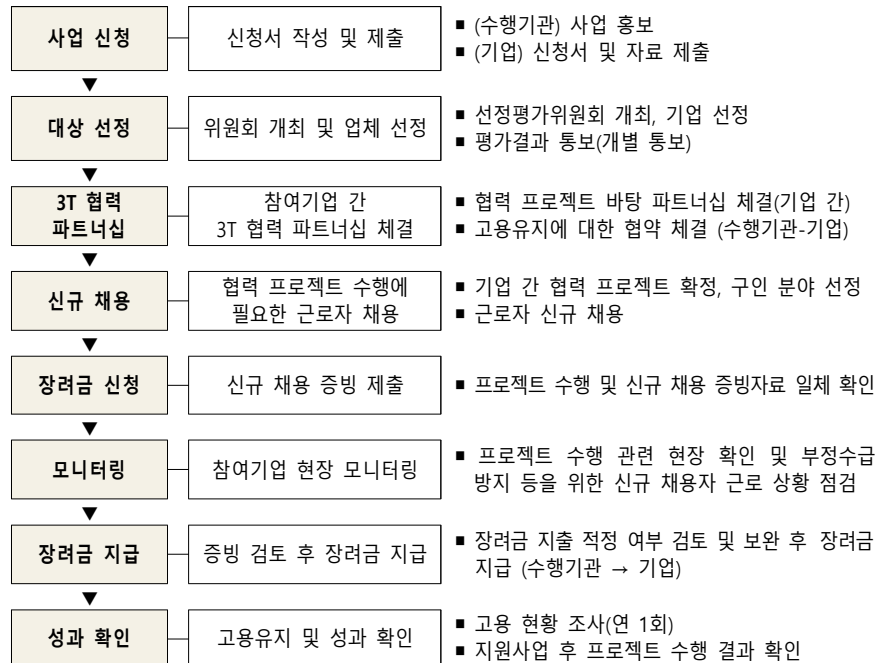 사업 신청
신청서 작성 및 제출
■ (수행기관) 사업 홍보
■ (기업) 신청서 및 자료 제출
▼
대상 선정
위원회 개최 및 업체 선정
■ 선정평가위원회 개최, 기업 선정
■ 평가결과 통보(개별 통보)
▼
3T 협력
파트너십
참여기업 간
3T 협력 파트너십 체결
■ 협력 프로젝트 바탕 파트너십 체결(기업 간)
■ 고용유지에 대한 협약 체결 (수행기관-기업)
▼
신규 채용
협력 프로젝트 수행에
필요한 근로자 채용
■ 기업 간 협력 프로젝트 확정, 구인 분야 선정
■ 근로자 신규 채용
▼
장려금 신청
신규 채용 증빙 제출
■ 프로젝트 수행 및 신규 채용 증빙자료 일체 확인
▼
모니터링
참여기업 현장 모니터링
■ 프로젝트 수행 관련 현장 확인 및 부정수급
방지 등을 위한 신규 채용자 근로 상황 점검
▼
장려금 지급
증빙 검토 후 장려금 지급
■ 장려금 지출 적정 여부 검토 및 보완 후 장려금
지급 (수행기관 → 기업)
▼
성과 확인
고용유지 및 성과 확인
■ 고용 현황 조사(연 1회)
■ 지원사업 후 프로젝트 수행 결과 확인